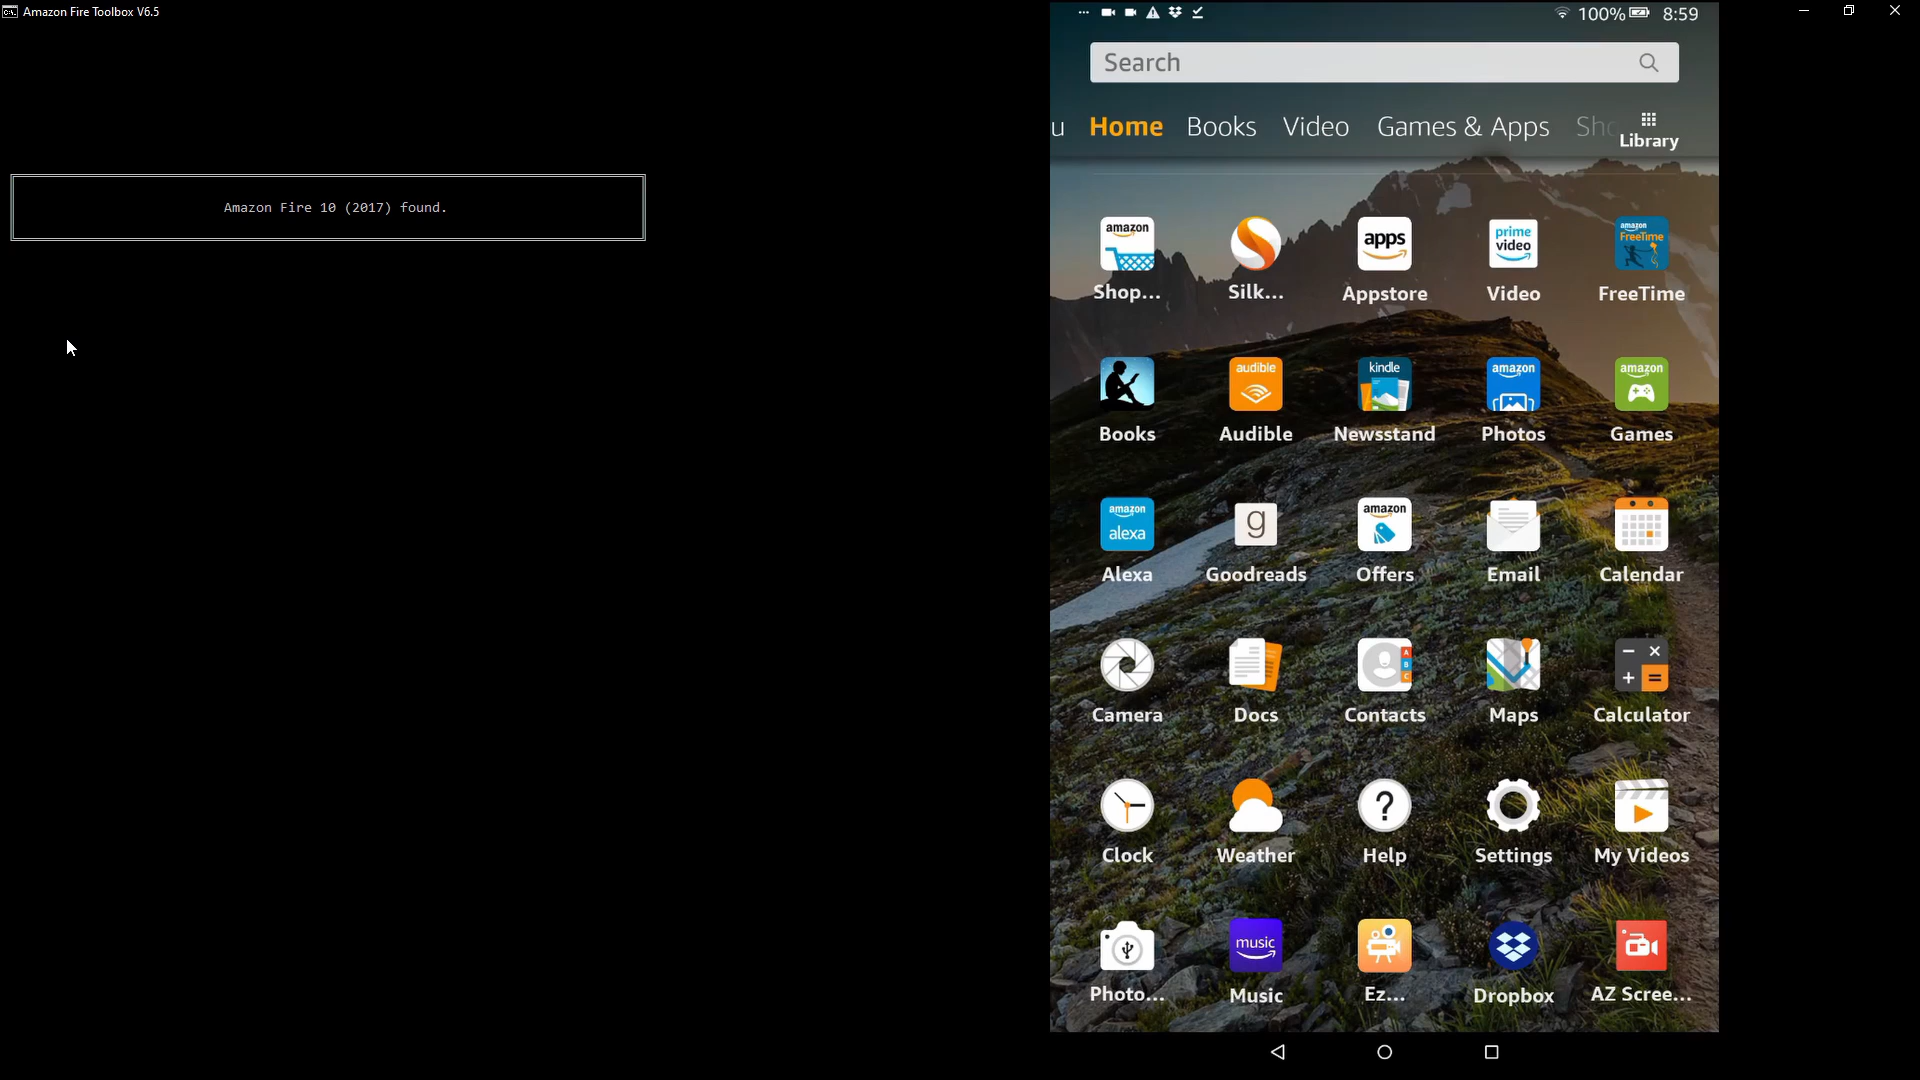 Amazon Fire Toolbox V6.5
Amazon Fire 10 (2017) found.
100% 8:59
Search
u Home Books Video Games & Apps Sho
Library
amazon
apps
prime video
amazon FreeTime
Shop... Silk... Appstore Video FreeTime
audible
kindle
amazon
amazon
Books Audible Newsstand Photos Games
amazon alexa
g
amazon
Alexa Goodreads Offers Email Calendar
A
B
C
− ×
+ =
Camera Docs Contacts Maps Calculator
?
Clock Weather Help Settings My Videos
music
Photo... Music Ez... Dropbox AZ Scree...